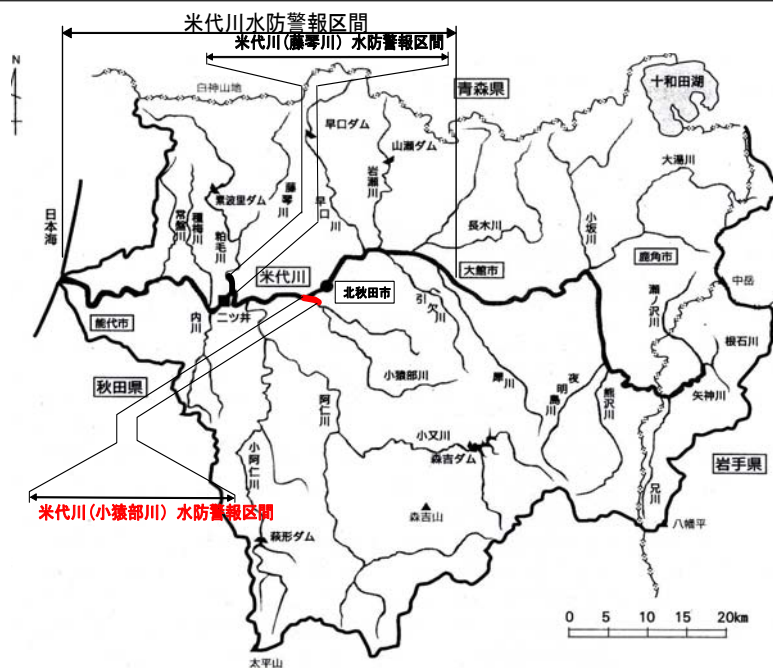 米代川水防警報区間
米代川(藤琴川) 水防警報区間
N
白神山地
青森県
十和田湖
早口ダム
山瀬ダム
大湯川
岩瀬川
藤琴川
素波里ダム
早口川
日本海
常盤川
種梅川
粕毛川
長木川
小坂川
米代川
大館市
鹿角市
中岳
北秋田市
引欠川
瀬ノ沢川
能代市
内川
二ツ井
根石川
秋田県
小猿部川
犀川
夜明島川
熊沢川
矢神川
阿仁川
小又川
小阿仁川
森吉ダム
岩手県
兄川
米代川(小猿部川) 水防警報区間
森吉山
八幡平
萩形ダム
0 5 10 15 20km
太平山